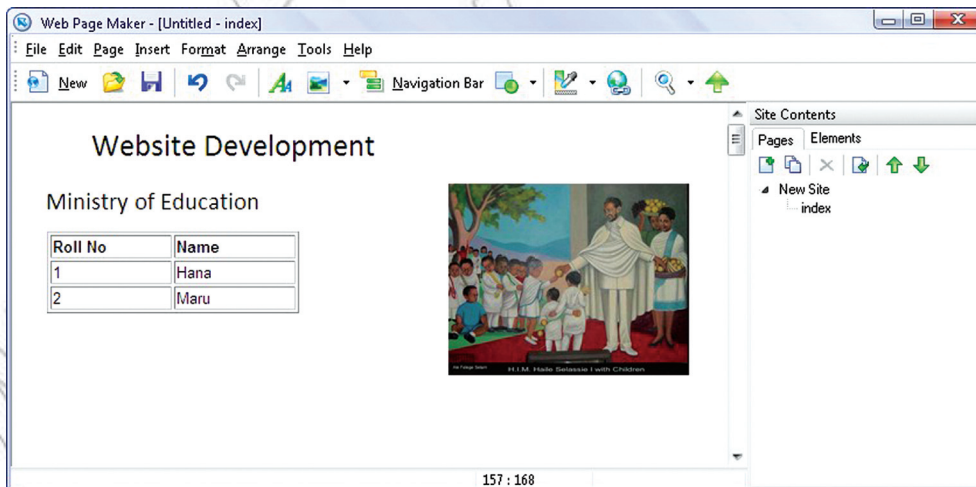 Web Page Maker - [Untitled - index]
File Edit Page Insert Format Arrange Tools Help
New Navigation Bar
Website Development
Ministry of Education
Roll No Name
1 Hana
2 Maru
H.I.M. Haile Selassie I with Children
157 : 168
Site Contents
Pages Elements
New Site
index